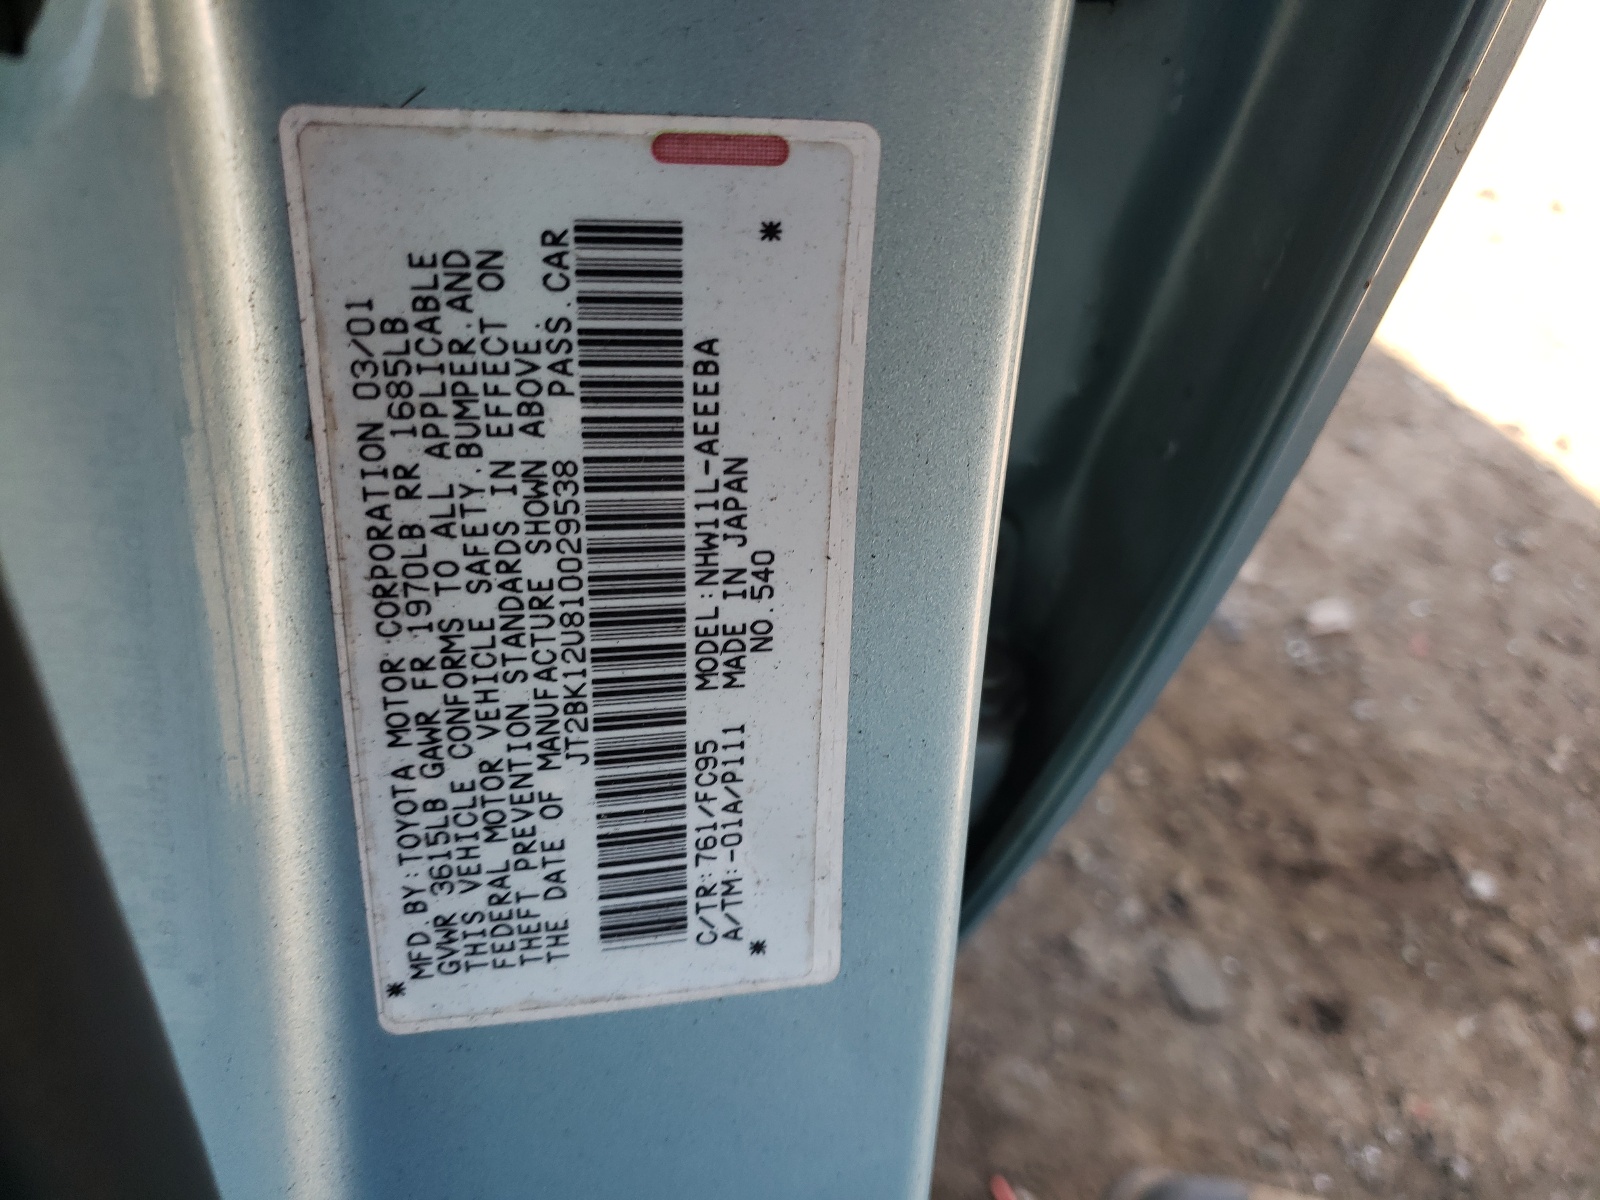 MFD.BY:TOYOTA MOTOR CORPORATION 03/01
GVWR 3615LB GAWR FR 1970LB RR 1685LB
THIS VEHICLE CONFORMS TO ALL APPLICABLE
FEDERAL MOTOR VEHICLE SAFETY.BUMPER.AND
THEFT PREVENTION STANDARDS IN EFFECT ON
THE DATE OF MANUFACTURE SHOWN ABOVE.
JT2BK12U810029538 PASS.CAR
C/TR:761/FC95 MODEL:NHW11L-AEEEBA
A/TM:-01A/P111 MADE IN JAPAN
NO.540